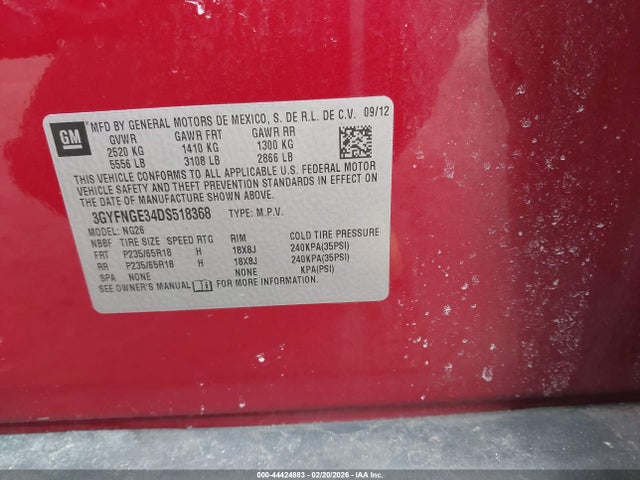 GM
MFD BY GENERAL MOTORS DE MEXICO, S. DE R.L. DE C.V. 09/12
GVWR GAWR FRT GAWR RR
2520 KG 1410 KG 1300 KG
5556 LB 3108 LB 2866 LB
THIS VEHICLE CONFORMS TO ALL APPLICABLE U.S. FEDERAL MOTOR
VEHICLE SAFETY AND THEFT PREVENTION STANDARDS IN EFFECT ON
THE DATE OF MANUFACTURE SHOWN ABOVE.
3GYFNGE34DS518368 TYPE: M.P.V.
MODEL: NG26
NBBF TIRE SIZE SPEED RTG RIM COLD TIRE PRESSURE
FRT P235/65R18 H 18X8J 240KPA(35PSI)
RR P235/65R18 H 18X8J 240KPA(35PSI)
SPA NONE NONE KPA(PSI)
SEE OWNER'S MANUAL FOR MORE INFORMATION.
000-44424883 | 02/20/2026 - IAA Inc.